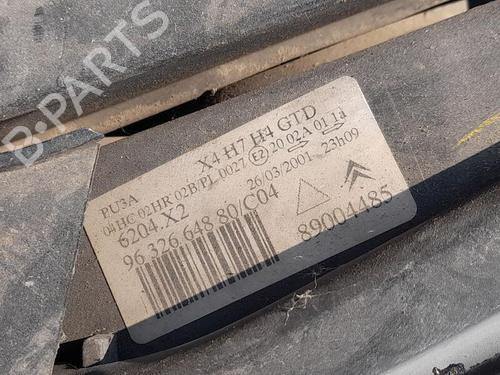 B-PARTS
X4 H7 H4 GTD
PU3A
04HC 02HR 02B/PL 0027 E2 20 02A 01 1a
6204.X2
26/03/2001 23h09
96.326.648 80/C04
89004485